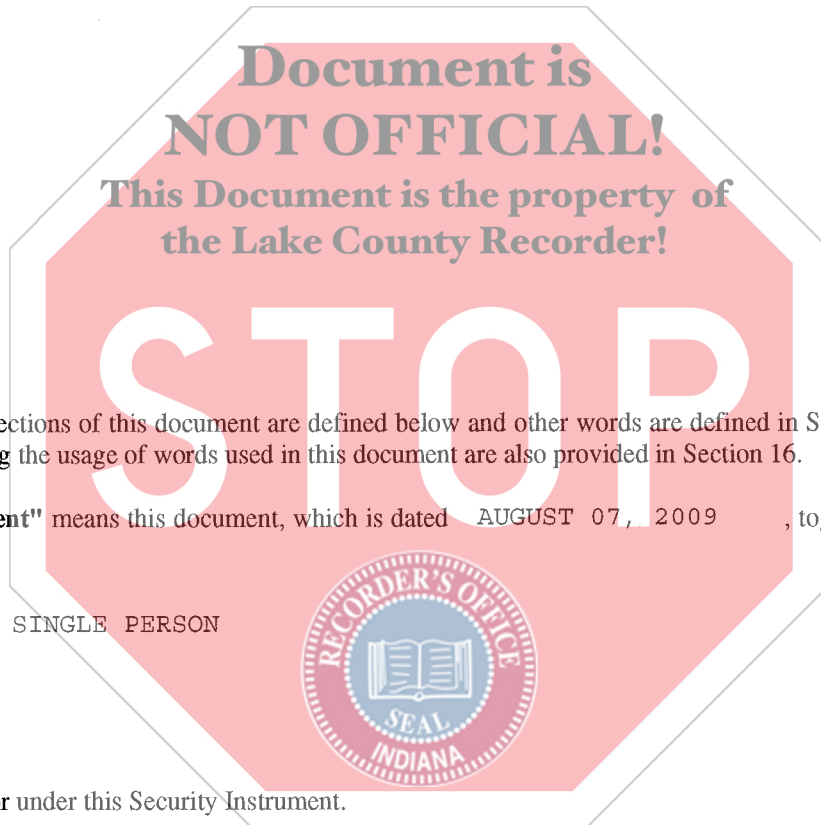 Document is
NOT OFFICIAL!
This Document is the property of
the Lake County Recorder!
STOP
ections of this document are defined below and other words are defined in S
g the usage of words used in this document are also provided in Section 16.
ent" means this document, which is dated AUGUST 07, 2009 , to
SINGLE PERSON
RECORDER'S OFFICE
SEAL
INDIANA
r under this Security Instrument.